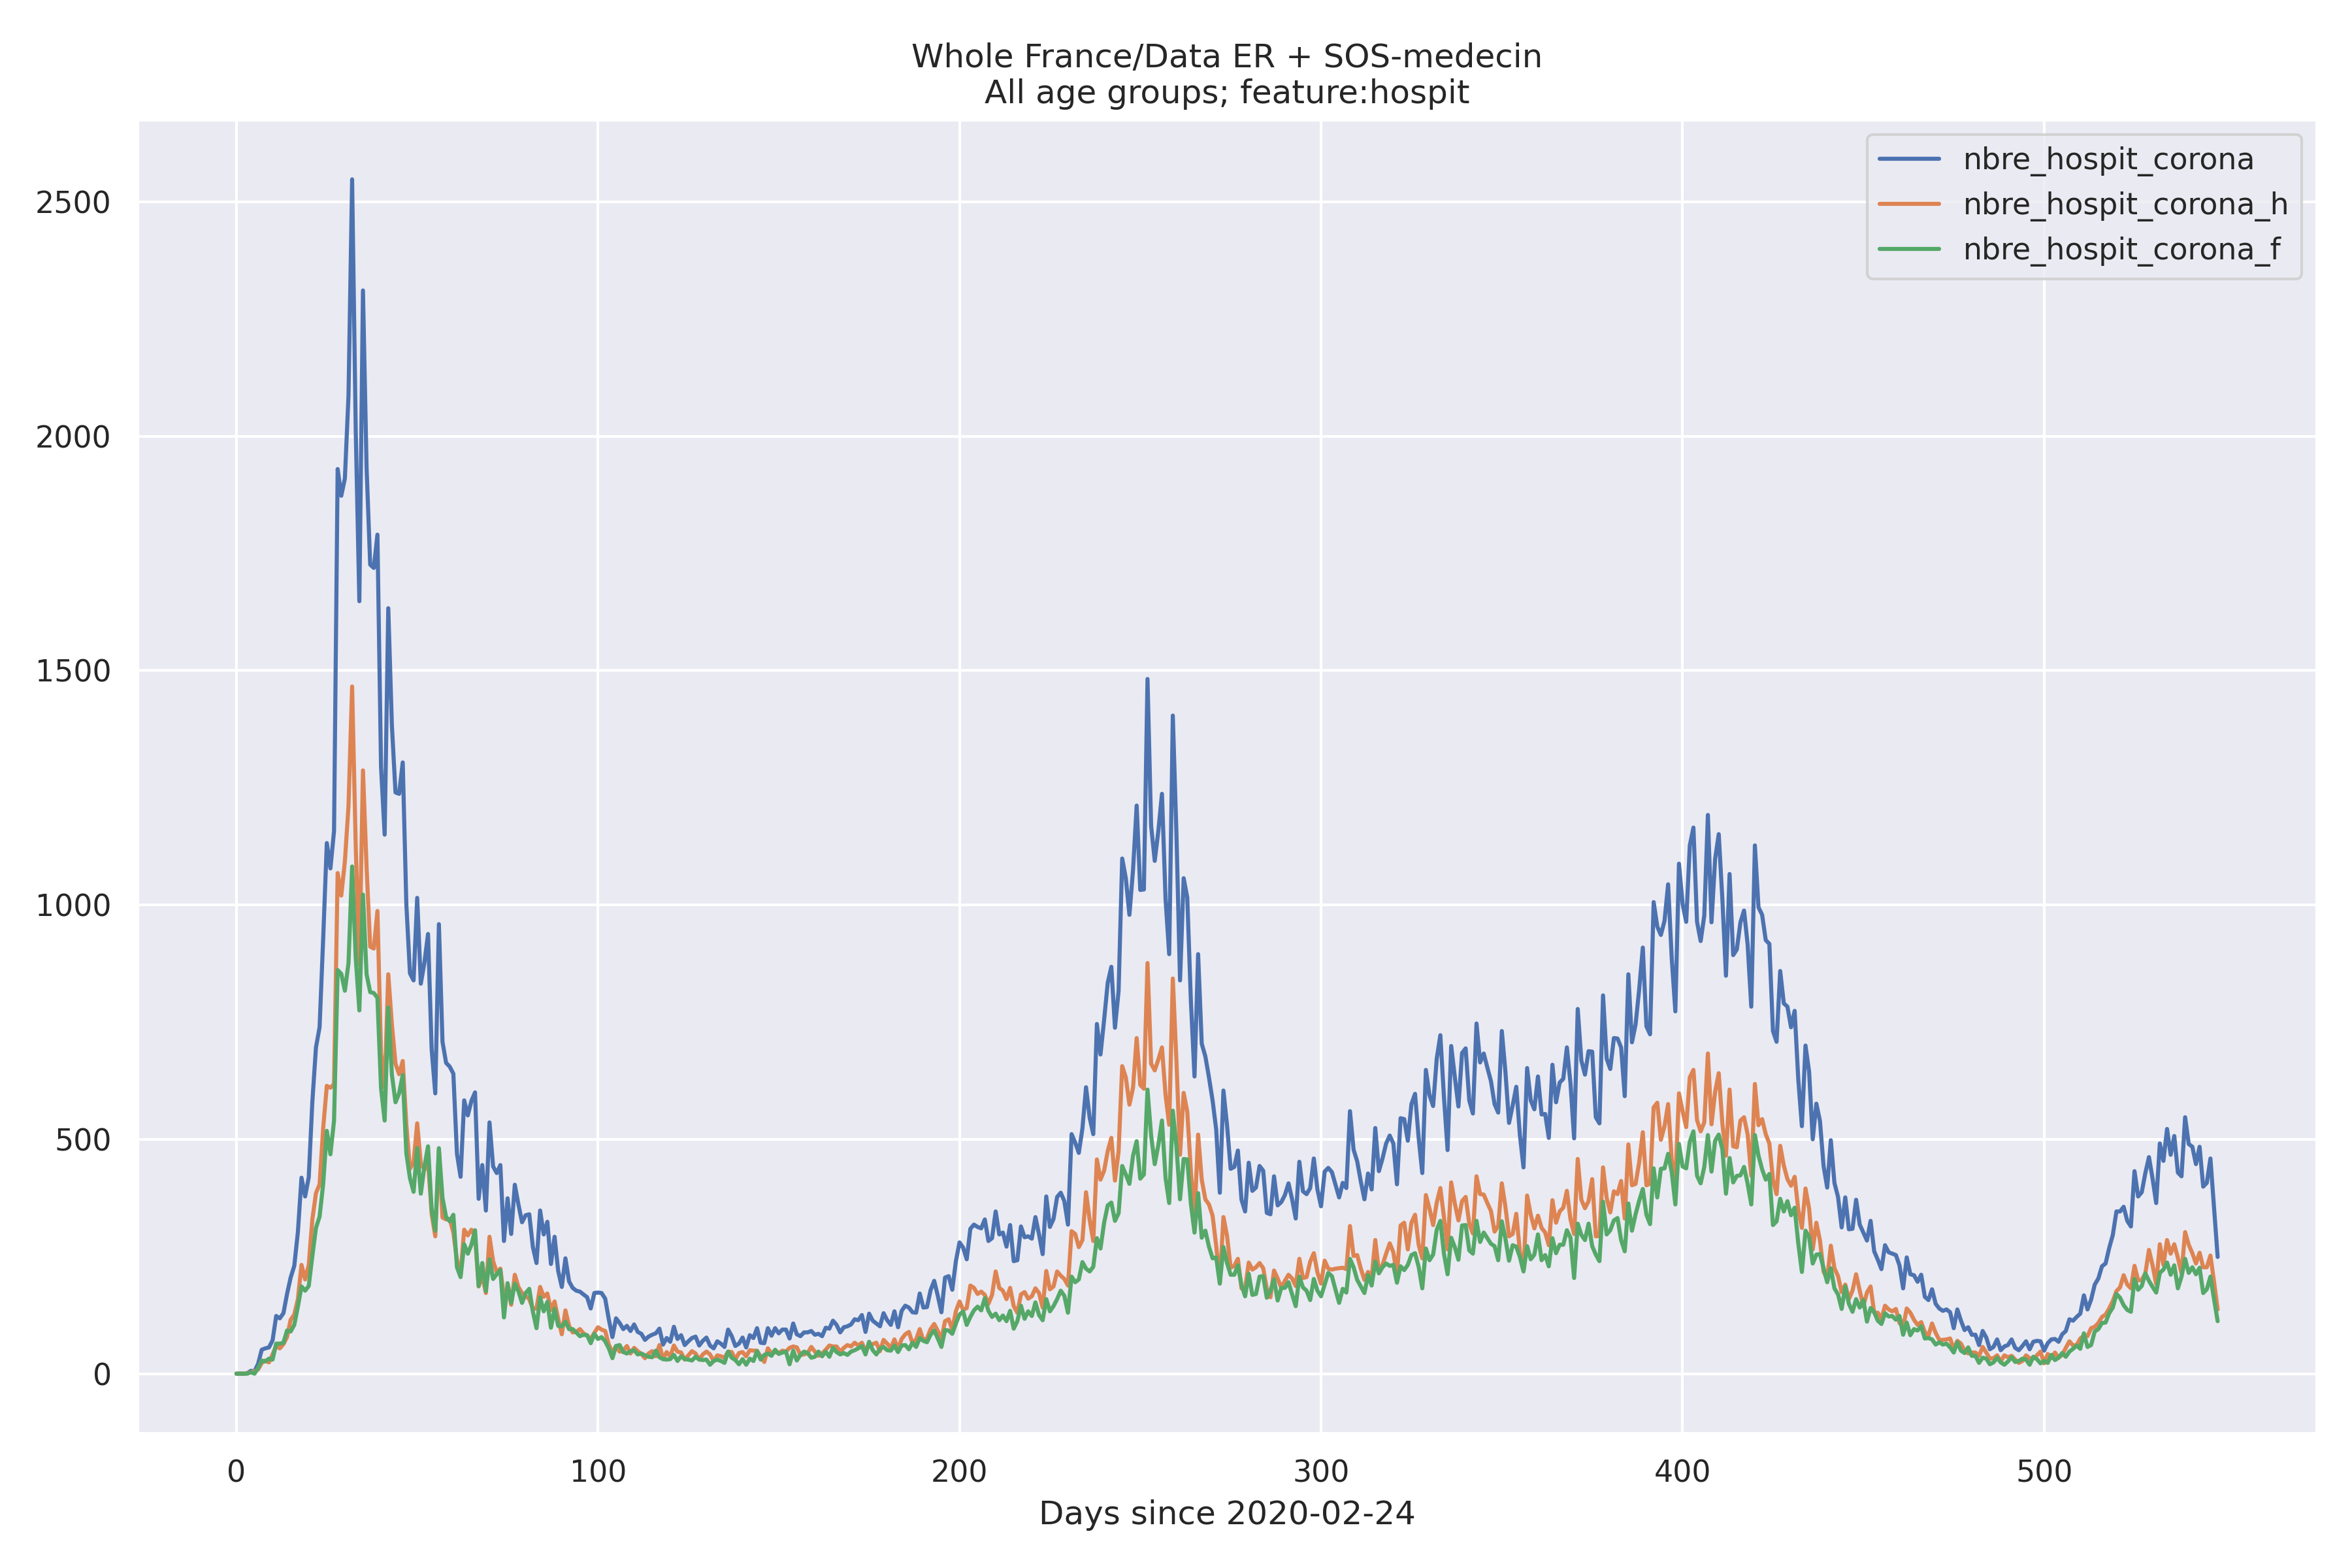 Whole France/Data ER + SOS-medecin
All age groups; feature:hospit
nbre_hospit_corona
nbre_hospit_corona_h
nbre_hospit_corona_f
2500
2000
1500
1000
500
0
0 100 200 300 400 500
Days since 2020-02-24